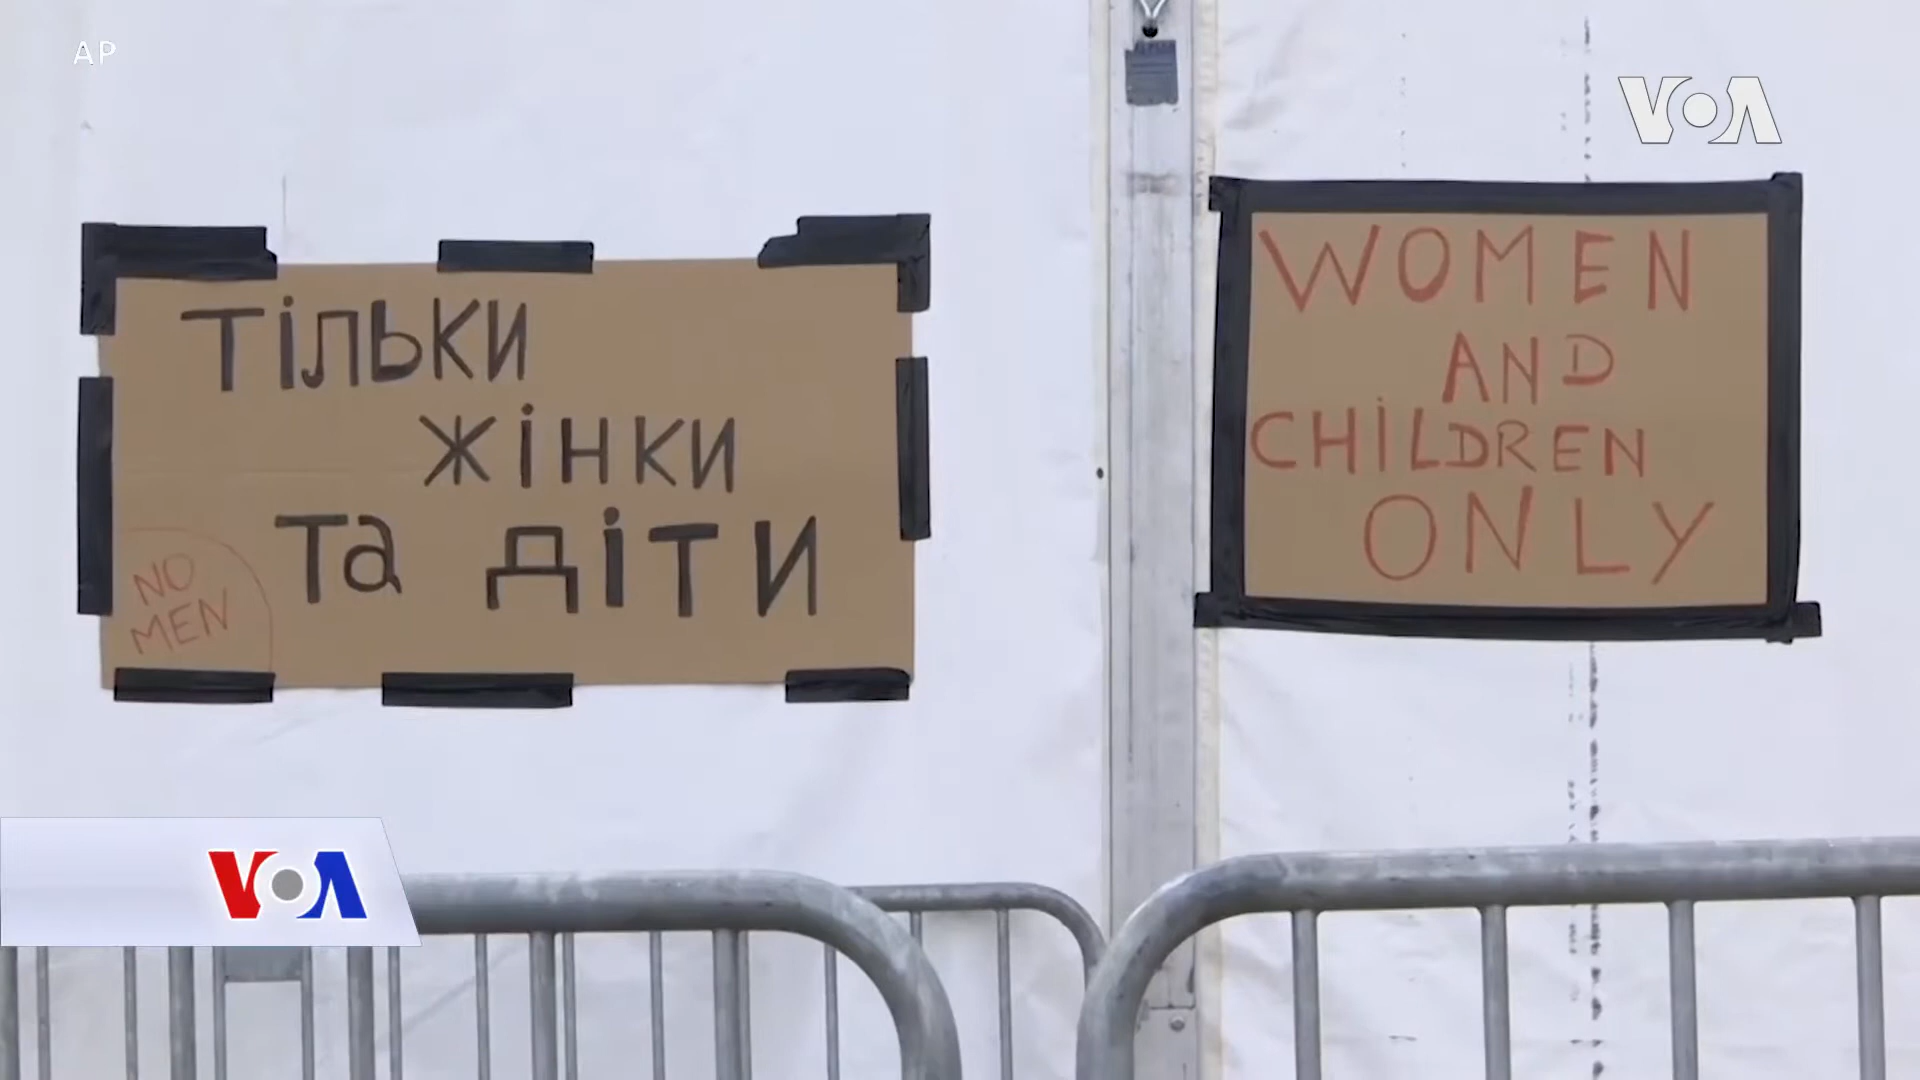 AP
VOA
тільки
жінки
та діти
NO
MEN
WOMEN
AND
CHiLDREN
ONLY
VOA